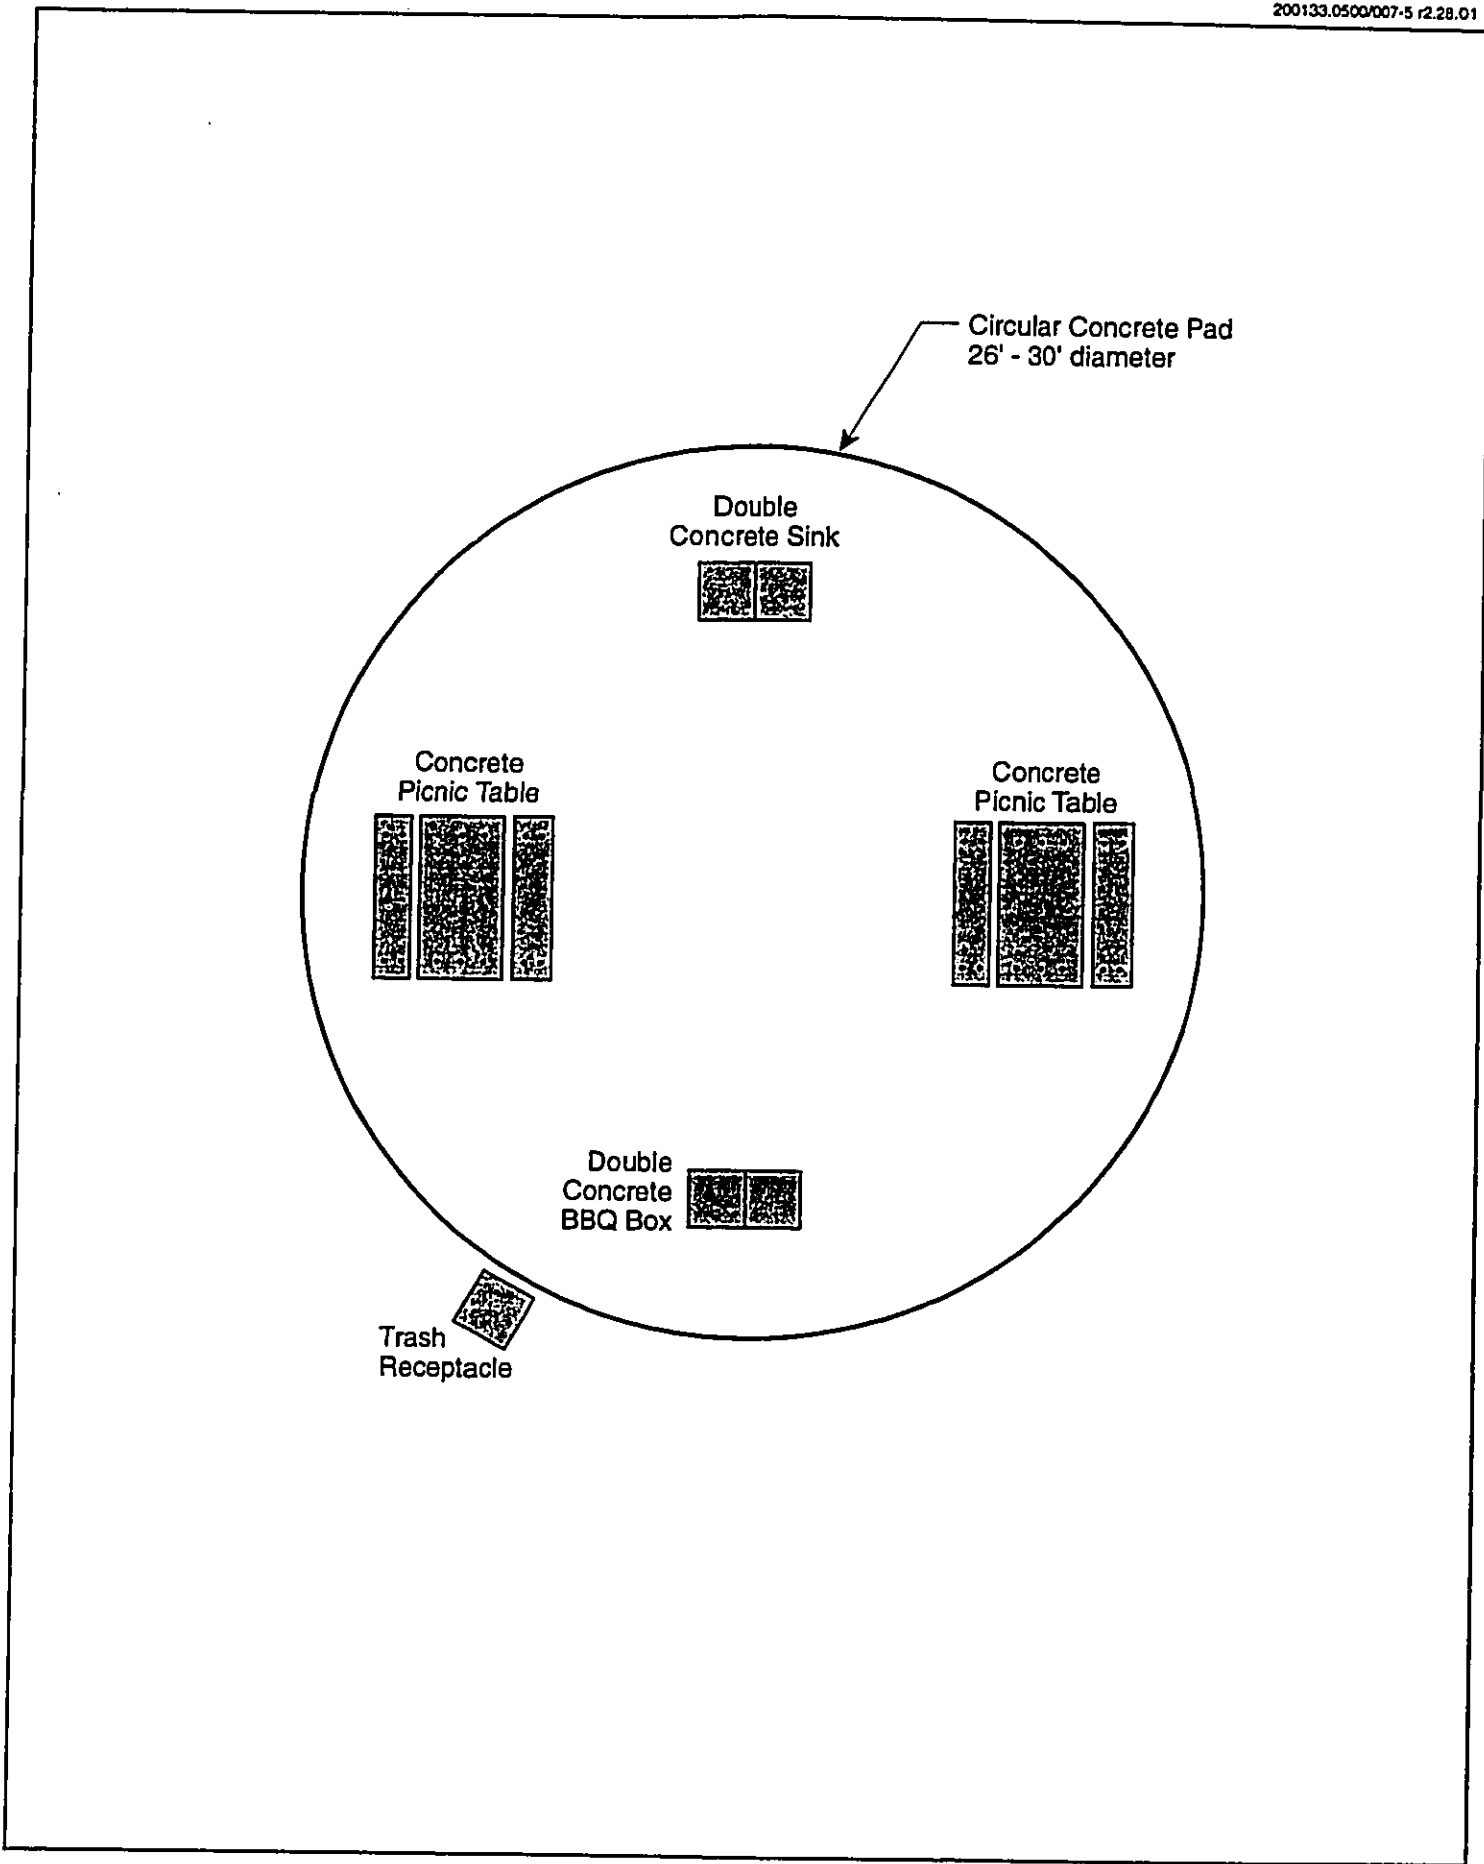 200133.0500/007-5 r2.28.01
Circular Concrete Pad
26' - 30' diameter
Double
Concrete Sink
Concrete
Picnic Table
Concrete
Picnic Table
Double
Concrete
BBQ Box
Trash
Receptacle